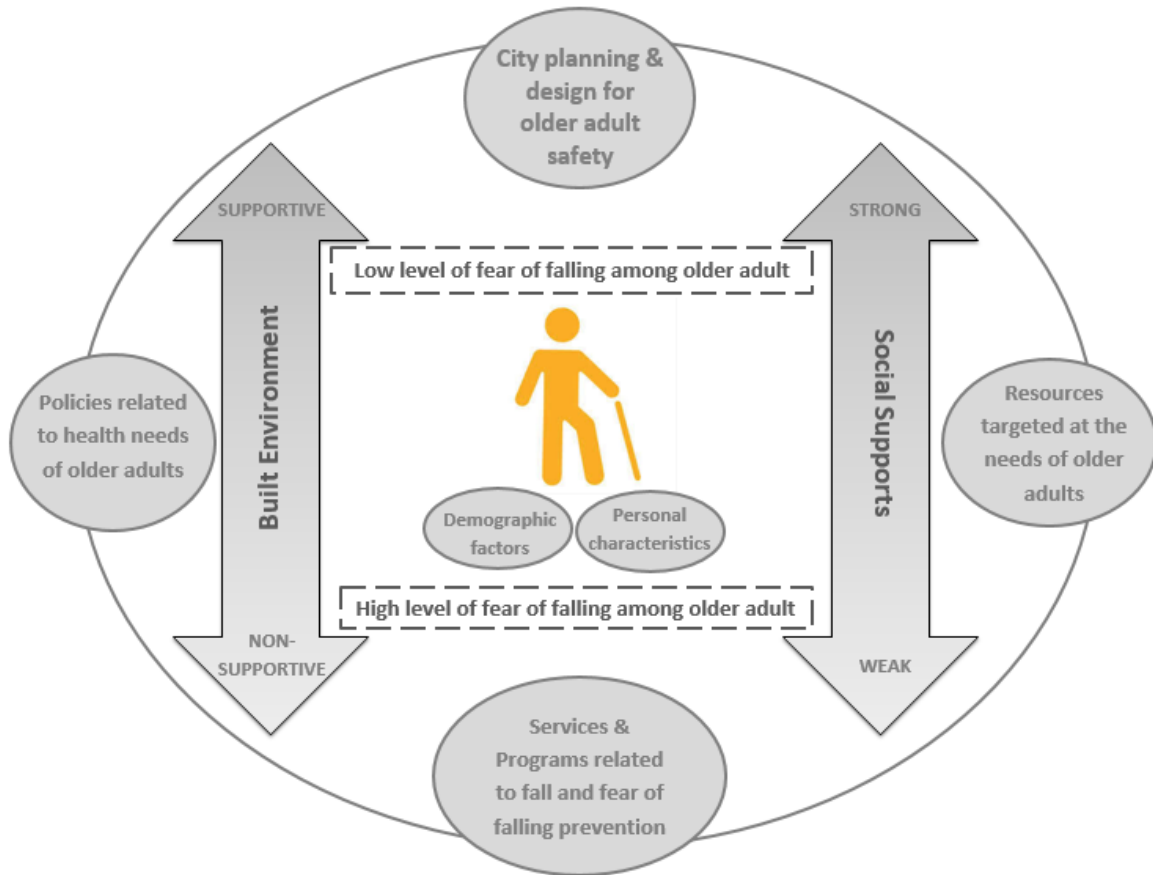 City planning &
design for
older adult
safety
SUPPORTIVE
STRONG
Low level of fear of falling among older adult
Built Environment
Social Supports
Policies related
to health needs
of older adults
Resources
targeted at the
needs of older
adults
Demographic
factors
Personal
characteristics
High level of fear of falling among older adult
NON-
SUPPORTIVE
WEAK
Services &
Programs related
to fall and fear of
falling prevention